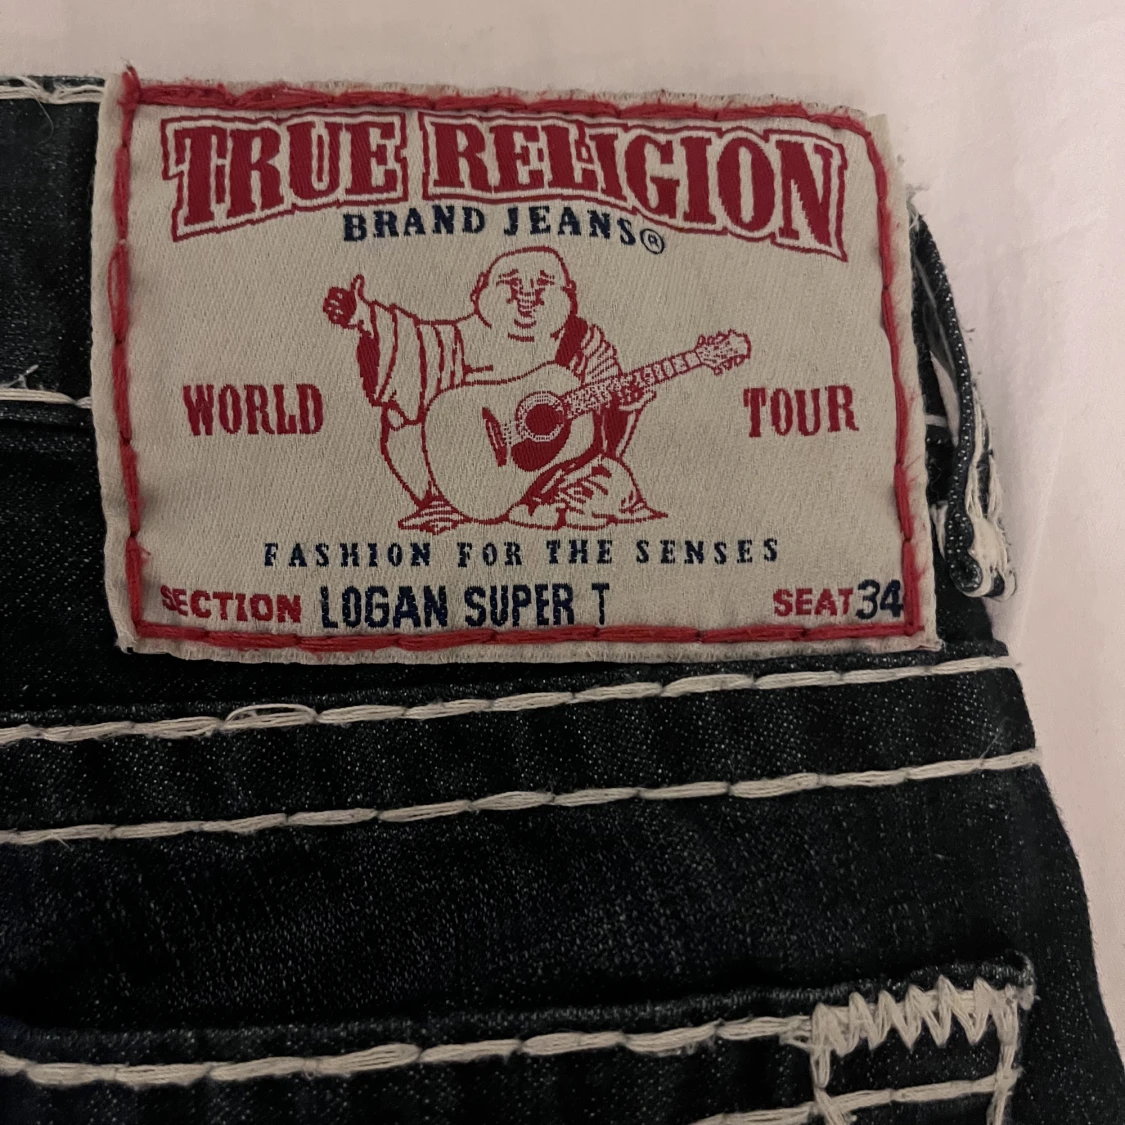 TRUE RELIGION
BRAND JEANS®
WORLD TOUR
FASHION FOR THE SENSES
SECTION LOGAN SUPER T SEAT 34